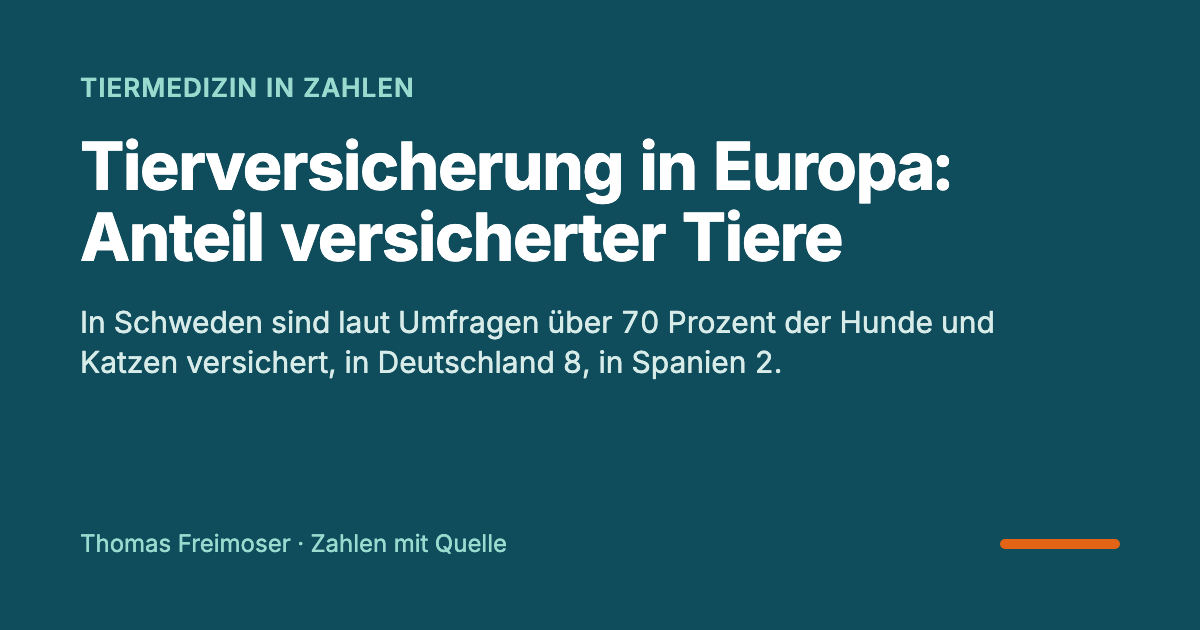 TIERMEDIZIN IN ZAHLEN
Tierversicherung in Europa:
Anteil versicherter Tiere
In Schweden sind laut Umfragen über 70 Prozent der Hunde und
Katzen versichert, in Deutschland 8, in Spanien 2.
Thomas Freimoser · Zahlen mit Quelle